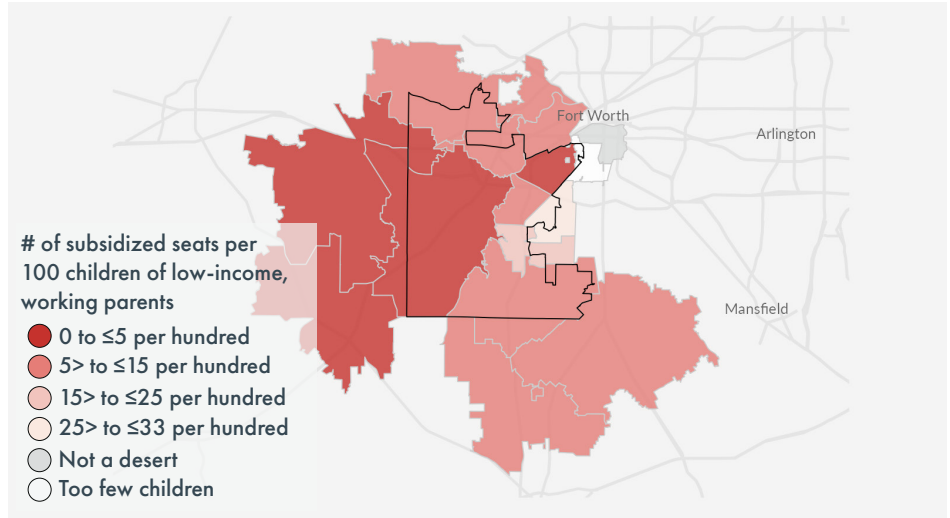 Fort Worth
Arlington
# of subsidized seats per
100 children of low-income,
working parents
Mansfield
0 to ≤5 per hundred
5> to ≤15 per hundred
15> to ≤25 per hundred
25> to ≤33 per hundred
Not a desert
Too few children